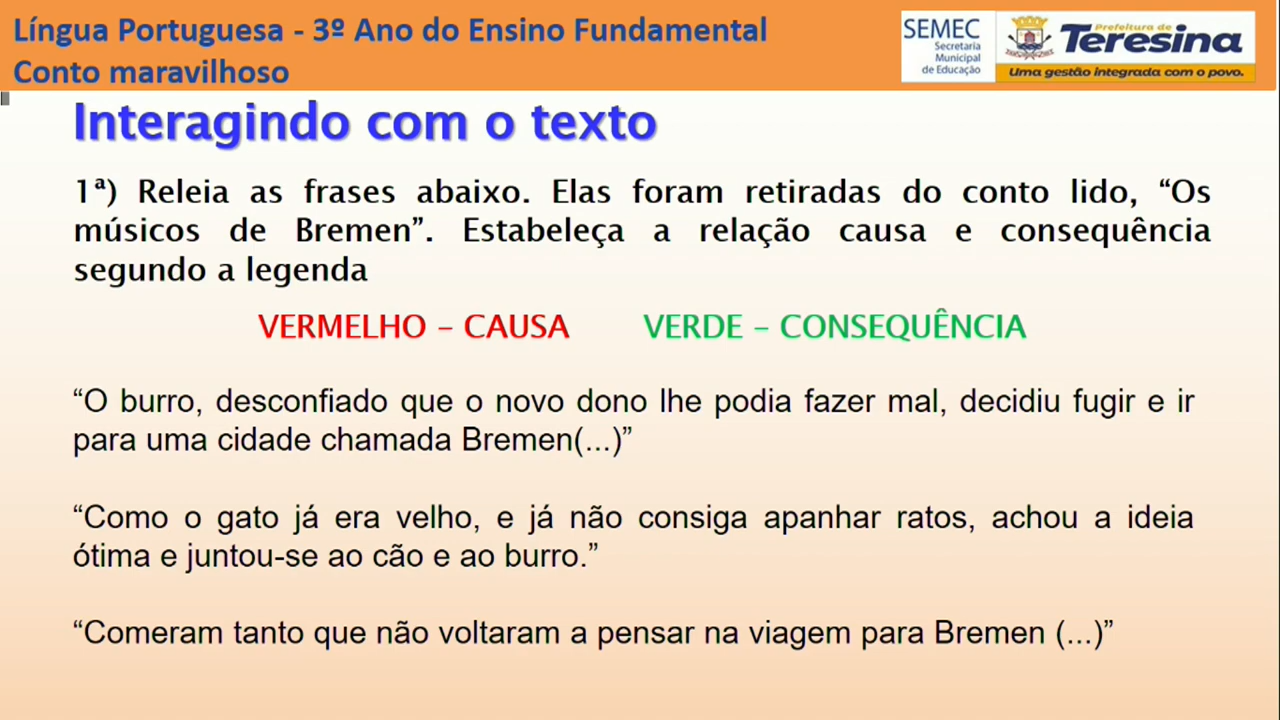 Língua Portuguesa - 3º Ano do Ensino Fundamental
Conto maravilhoso
SEMEC
Secretaria
Municipal
de Educação
Prefeitura de
Teresina
Uma gestão integrada com o povo.
Interagindo com o texto
1ª) Releia as frases abaixo. Elas foram retiradas do conto lido, “Os
músicos de Bremen”. Estabeleça a relação causa e consequência
segundo a legenda
VERMELHO – CAUSA VERDE – CONSEQUÊNCIA
“O burro, desconfiado que o novo dono lhe podia fazer mal, decidiu fugir e ir
para uma cidade chamada Bremen(...)”
“Como o gato já era velho, e já não consiga apanhar ratos, achou a ideia
ótima e juntou-se ao cão e ao burro.”
“Comeram tanto que não voltaram a pensar na viagem para Bremen (...)”